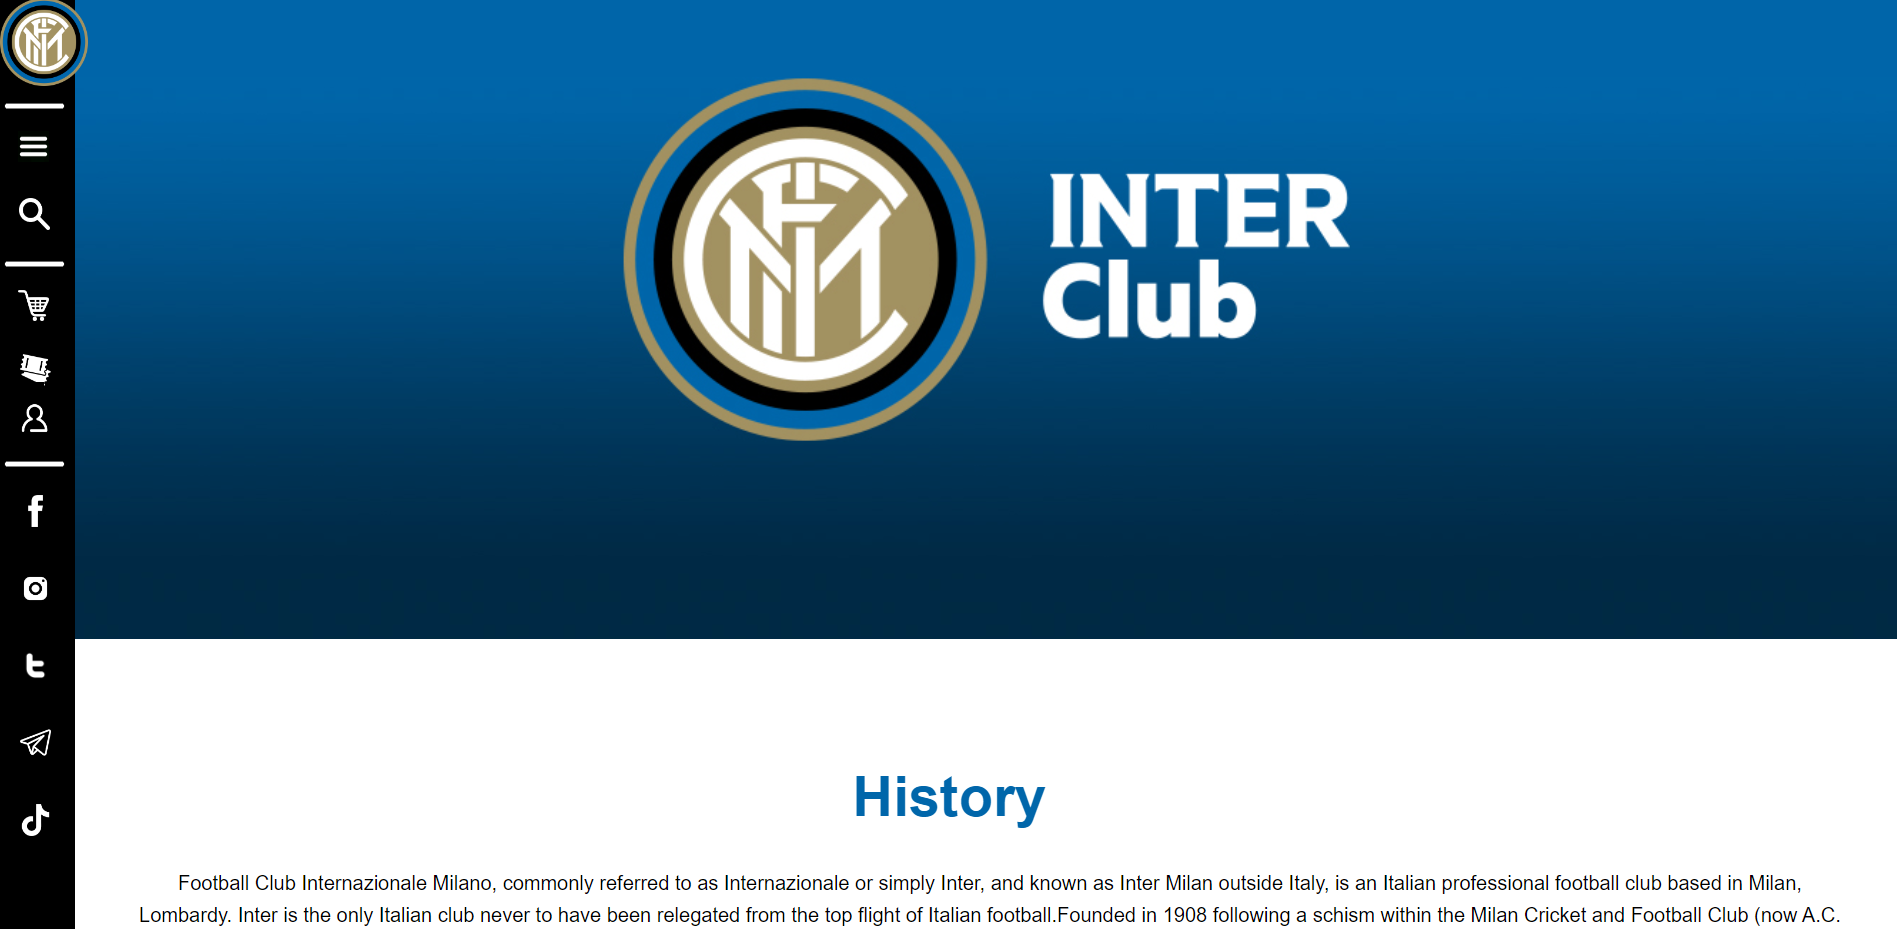 INTER
Club
History
Football Club Internazionale Milano, commonly referred to as Internazionale or simply Inter, and known as Inter Milan outside Italy, is an Italian professional football club based in Milan,
Lombardy. Inter is the only Italian club never to have been relegated from the top flight of Italian football.Founded in 1908 following a schism within the Milan Cricket and Football Club (now A.C.